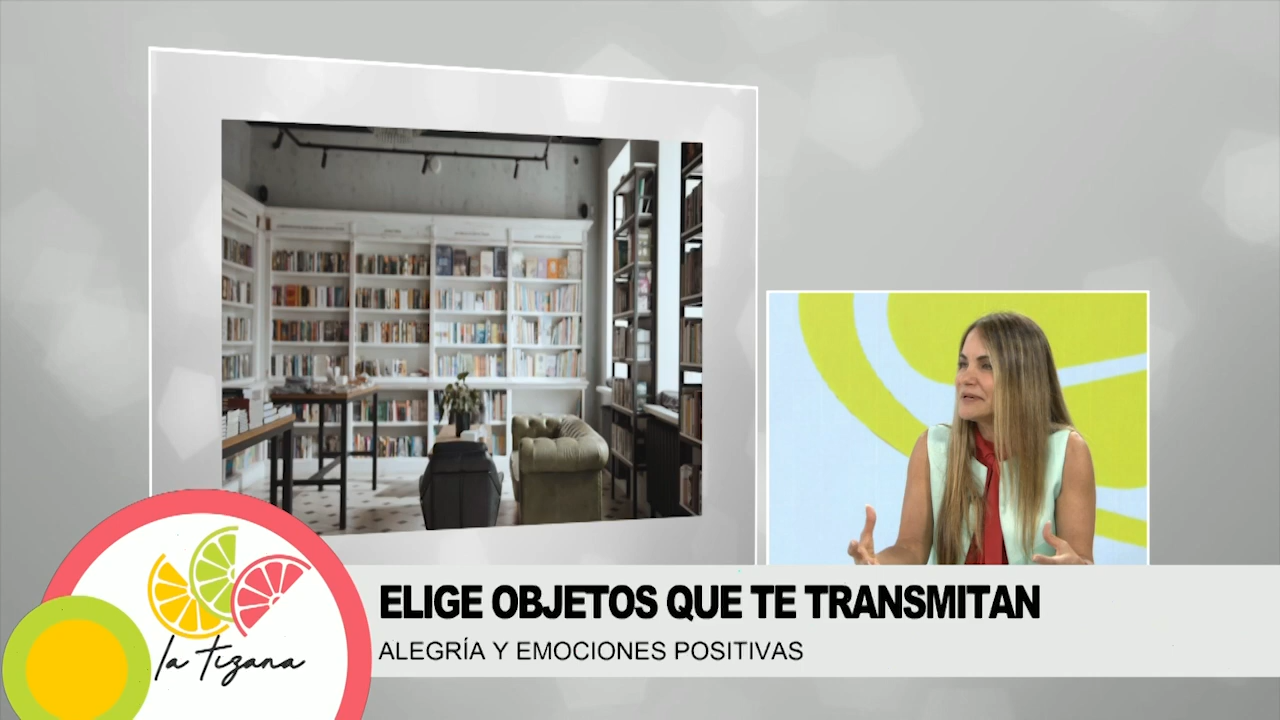 ELIGE OBJETOS QUE TE TRANSMITAN
ALEGRÍA Y EMOCIONES POSITIVAS
la tizana